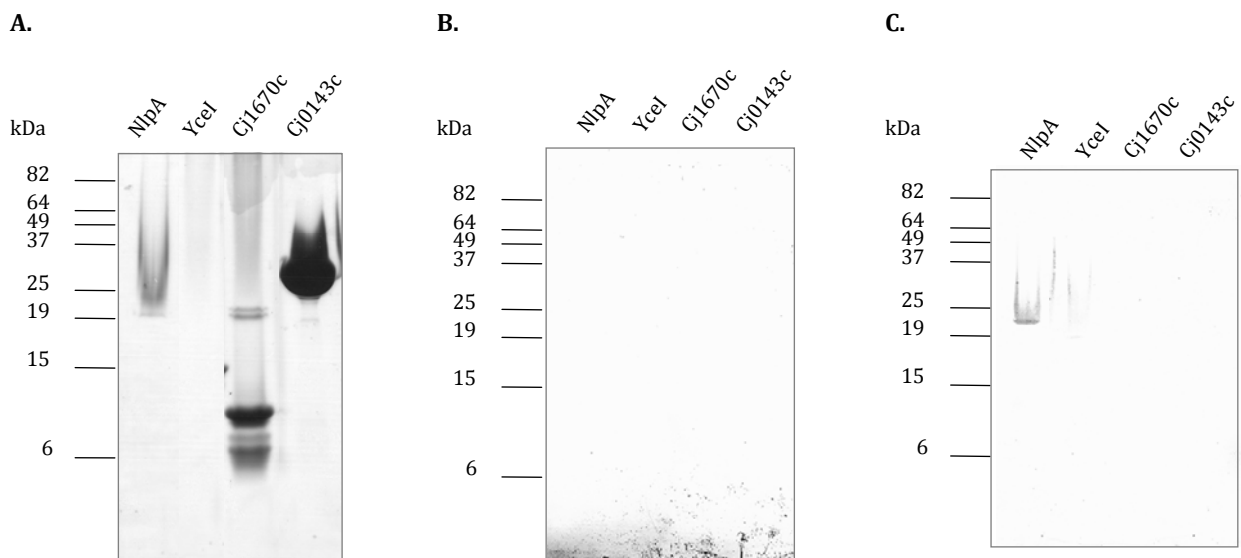 A.
kDa
NlpA
YceI
Cj1670c
Cj0143c
82
64
49
37
25
19
15
6
B.
kDa
NlpA
YceI
Cj1670c
Cj0143c
82
64
49
37
25
19
15
6
C.
kDa
NlpA
YceI
Cj1670c
Cj0143c
82
64
49
37
25
19
15
6